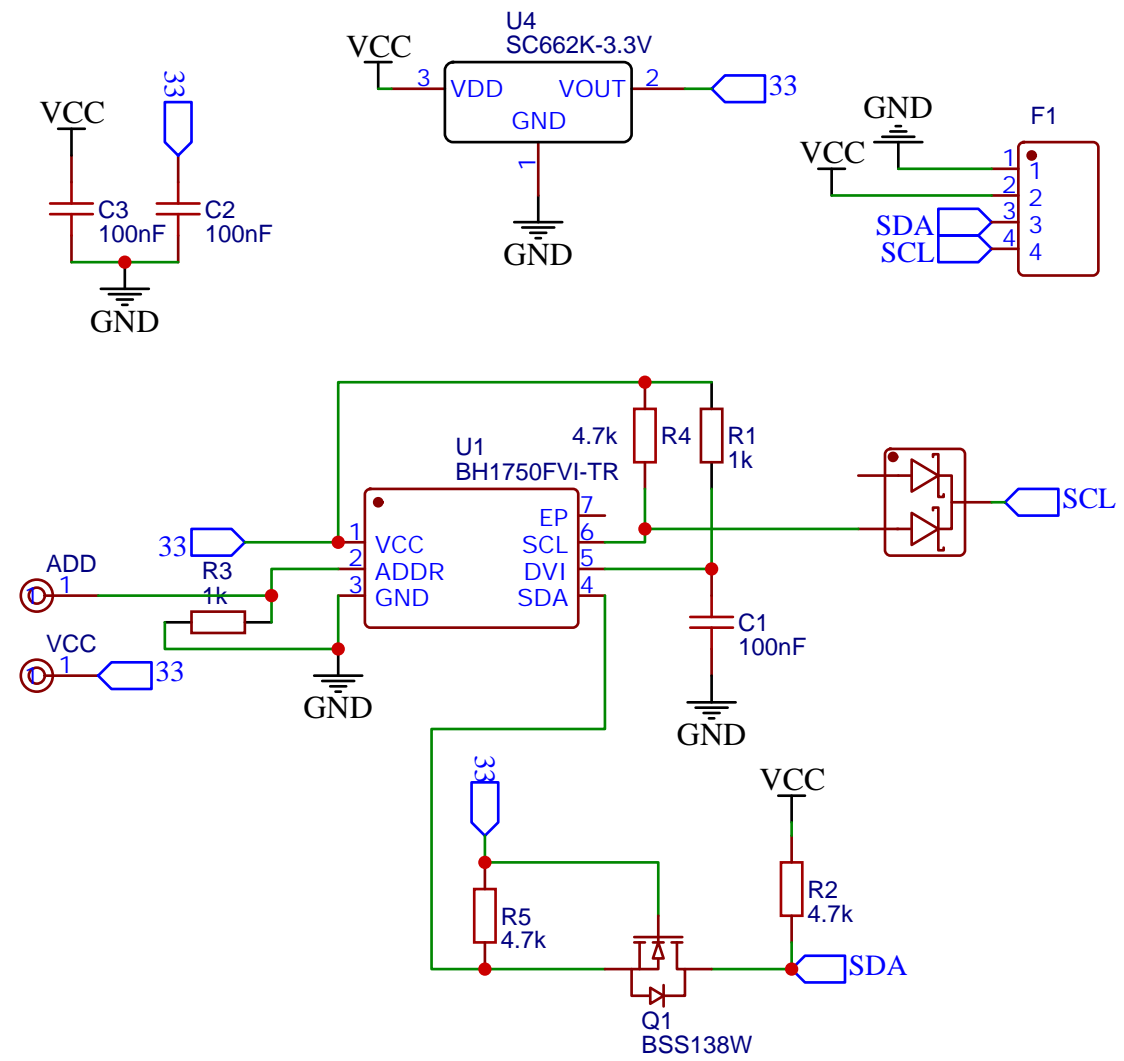 U4
SC662K-3.3V
VCC
3
VDD
VOUT
2
33
GND
1
GND
33
VCC
C3
100nF
C2
100nF
GND
GND
F1
VCC
1
1
2
2
SDA
3
3
SCL
4
4
4.7k
R4
R1
1k
U1
BH1750FVI-TR
EP
7
33
1
VCC
SCL
6
ADD
1
1
2
ADDR
DVI
5
R3
1k
3
GND
SDA
4
SCL
VCC
1
1
33
GND
C1
100nF
GND
33
VCC
R5
4.7k
R2
4.7k
SDA
Q1
BSS138W